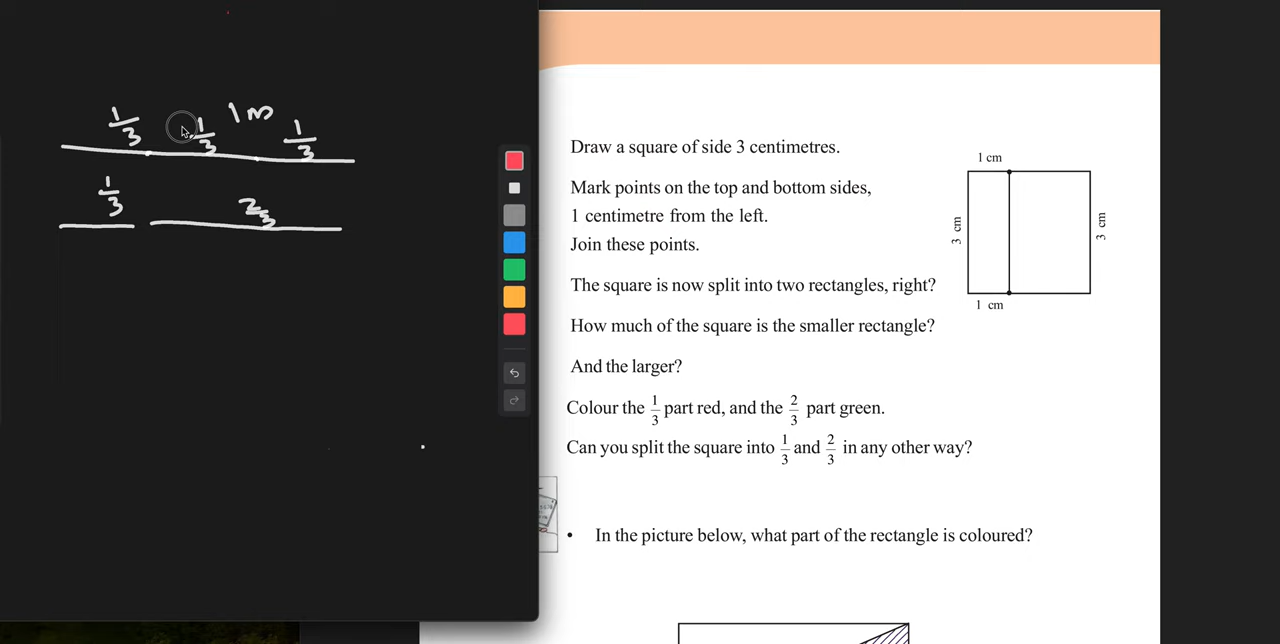 1/3 1/3 1 m 1/3
1/3 2/3
Draw a square of side 3 centimetres.
Mark points on the top and bottom sides,
1 centimetre from the left.
Join these points.
The square is now split into two rectangles, right?
How much of the square is the smaller rectangle?
And the larger?
Colour the 1/3 part red, and the 2/3 part green.
Can you split the square into 1/3 and 2/3 in any other way?
1 cm
3 cm
3 cm
1 cm
• In the picture below, what part of the rectangle is coloured?